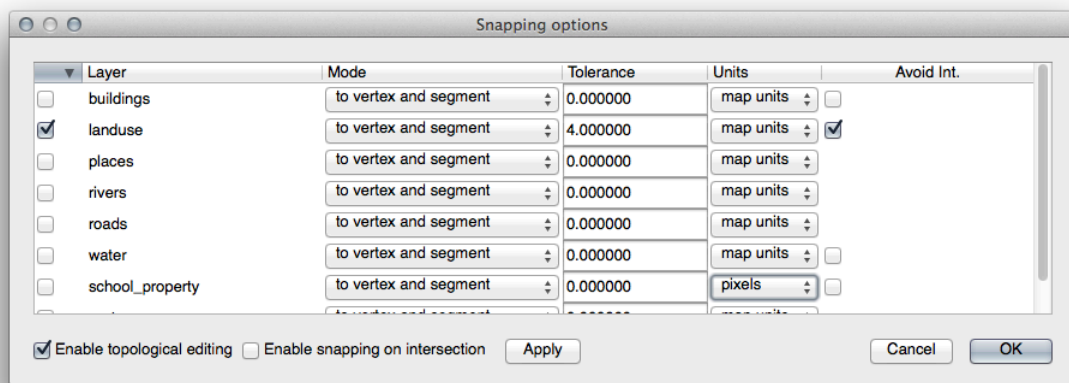 Snapping options
Layer Mode Tolerance Units Avoid Int.
buildings to vertex and segment 0.000000 map units
landuse to vertex and segment 4.000000 map units
places to vertex and segment 0.000000 map units
rivers to vertex and segment 0.000000 map units
roads to vertex and segment 0.000000 map units
water to vertex and segment 0.000000 map units
school_property to vertex and segment 0.000000 pixels
Enable topological editing Enable snapping on intersection Apply Cancel OK